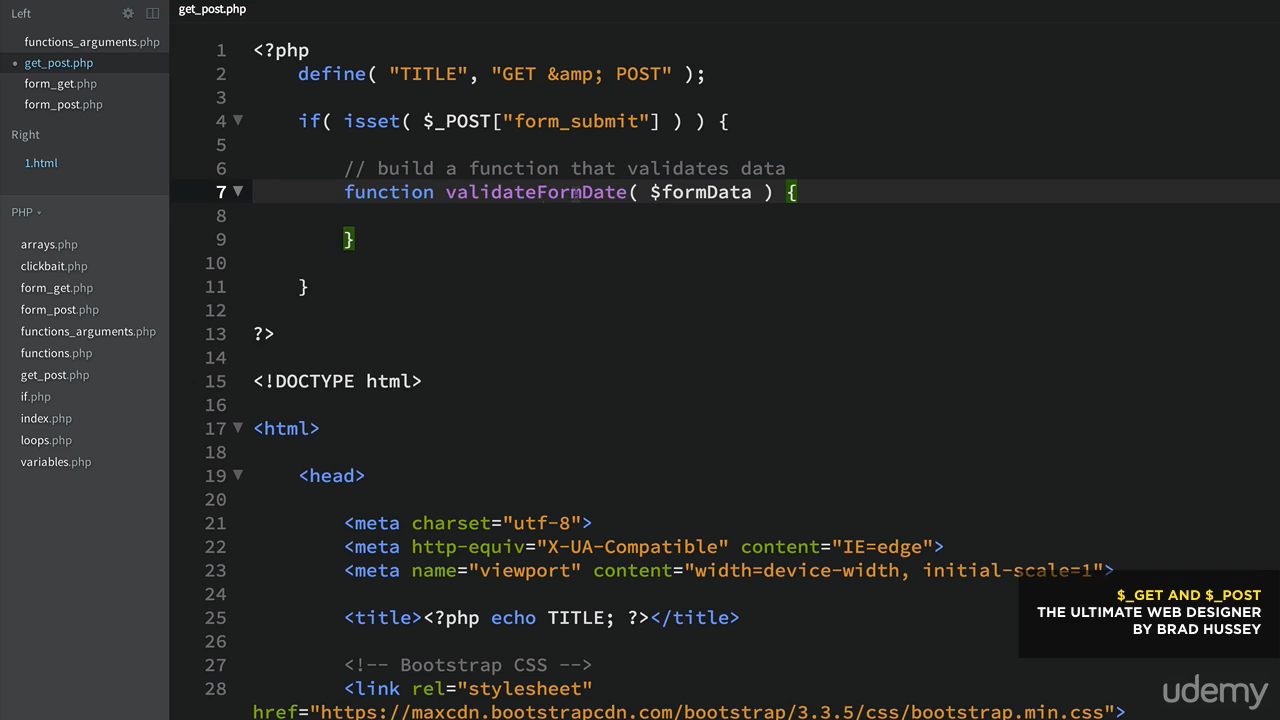 Left
functions_arguments.php
get_post.php
form_get.php
form_post.php
Right
1.html
PHP
arrays.php
clickbait.php
form_get.php
form_post.php
functions_arguments.php
functions.php
get_post.php
if.php
index.php
loops.php
variables.php
get_post.php
1 <?php
2 define( "TITLE", "GET &amp; POST" );
3
4 if( isset( $_POST["form_submit"] ) ) {
5
6 // build a function that validates data
7 function validateFormDate( $formData ) {
8
9 }
10
11 }
12
13 ?>
14
15 <!DOCTYPE html>
16
17 <html>
18
19 <head>
20
21 <meta charset="utf-8">
22 <meta http-equiv="X-UA-Compatible" content="IE=edge">
23 <meta name="viewport" content="width=device-width, initial-scale=1">
24
25 <title><?php echo TITLE; ?></title>
26
27 <!-- Bootstrap CSS -->
28 <link rel="stylesheet"
href="https://maxcdn.bootstrapcdn.com/bootstrap/3.3.5/css/bootstrap.min.css">
$_GET AND $_POST
THE ULTIMATE WEB DESIGNER
BY BRAD HUSSEY
udemy